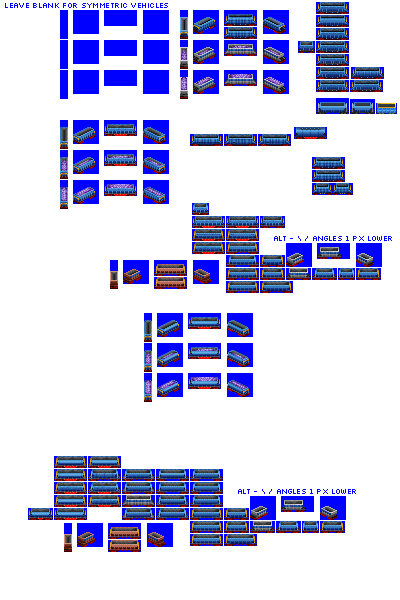 LEAVE BLANK FOR SYMMETRIC VEHICLES
ALT - \ / ANGLES 1 PX LOWER
ALT - \ / ANGLES 1 PX LOWER